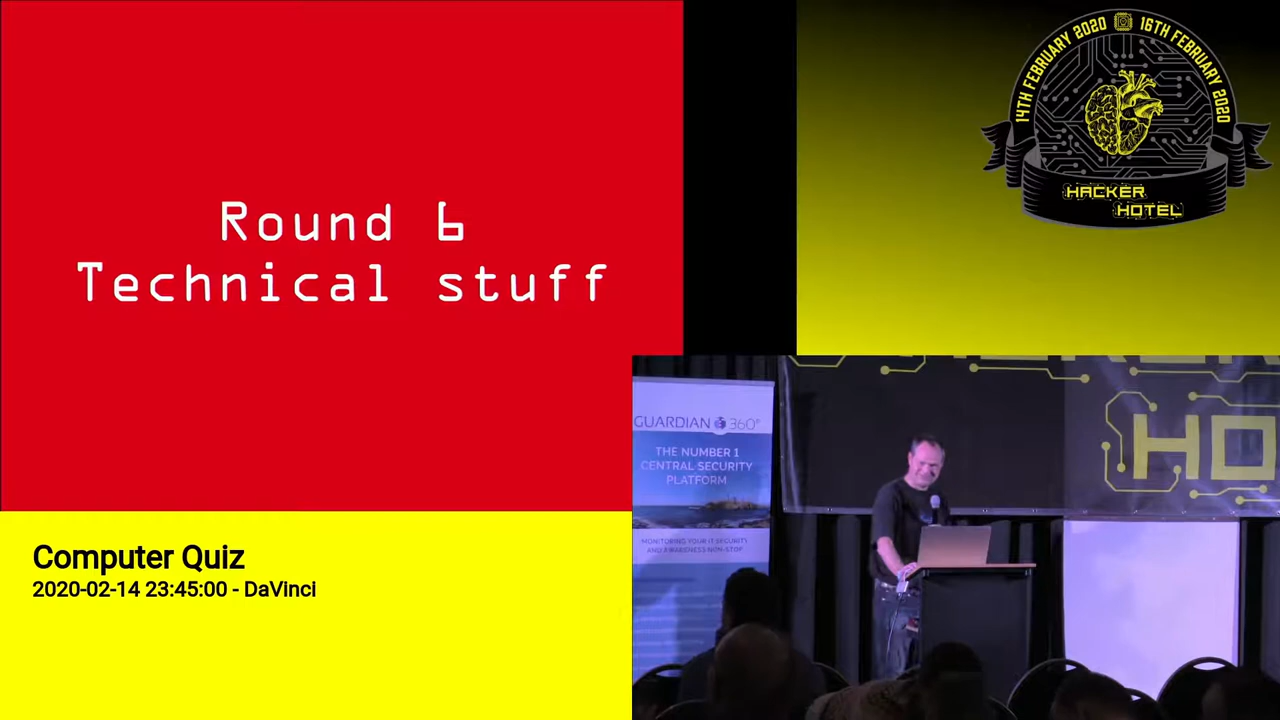 Round 6
Technical stuff
14TH FEBRUARY 2020
16TH FEBRUARY 2020
HACKER
HOTEL
GUARDIAN 360°
THE NUMBER 1
CENTRAL SECURITY
PLATFORM
MONITORING YOUR IT SECURITY
AND AWARENESS NON-STOP
HO
Computer Quiz
2020-02-14 23:45:00 - DaVinci